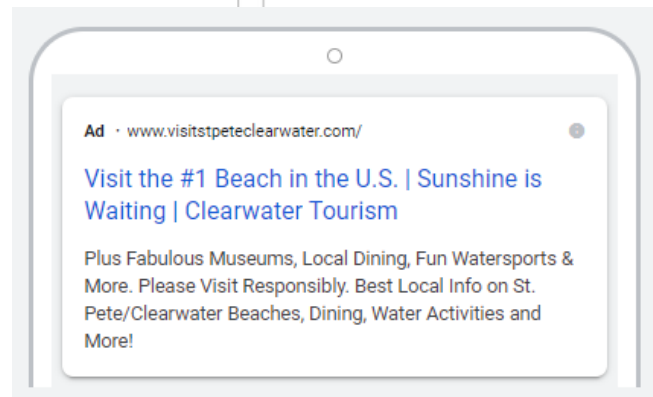 Ad · www.visitstpeteclearwater.com/
Visit the #1 Beach in the U.S. | Sunshine is
Waiting | Clearwater Tourism
Plus Fabulous Museums, Local Dining, Fun Watersports &
More. Please Visit Responsibly. Best Local Info on St.
Pete/Clearwater Beaches, Dining, Water Activities and
More!